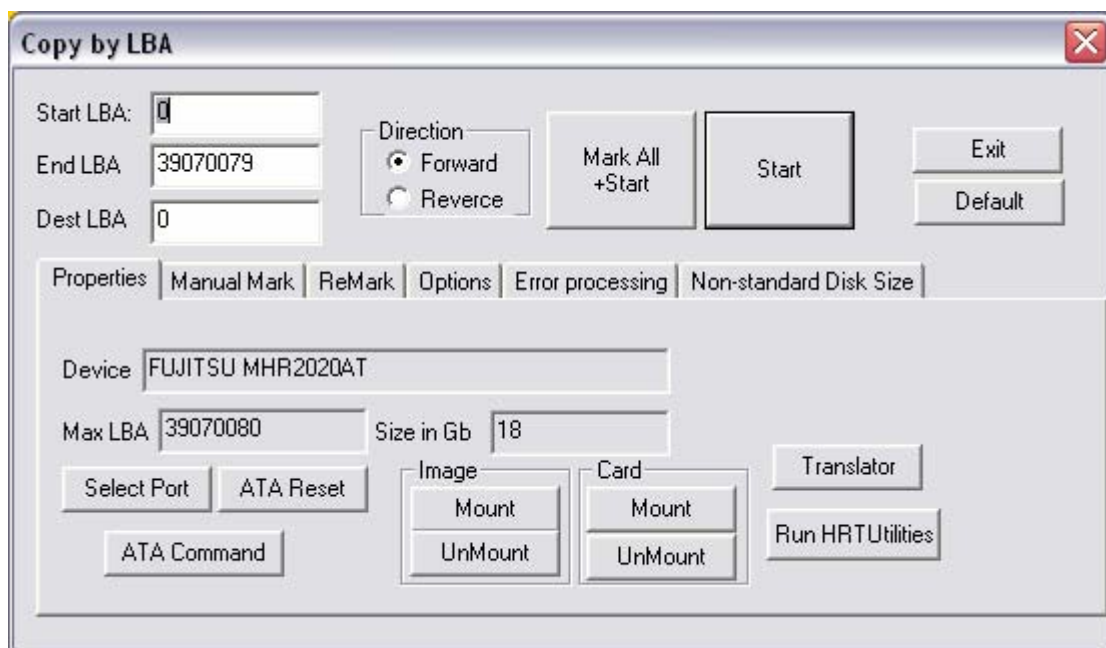 Copy by LBA
Start LBA: 0
End LBA 39070079
Dest LBA 0
Direction
Forward
Reverce
Mark All
+Start
Start
Exit
Default
Properties Manual Mark ReMark Options Error processing Non-standard Disk Size
Device FUJITSU MHR2020AT
Max LBA 39070080 Size in Gb 18
Select Port ATA Reset
ATA Command
Image
Mount
UnMount
Card
Mount
UnMount
Translator
Run HRTUtilities